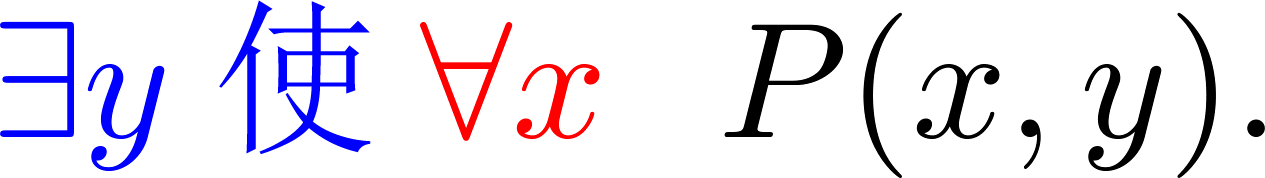 ∃y 使 ∀x P(x, y).